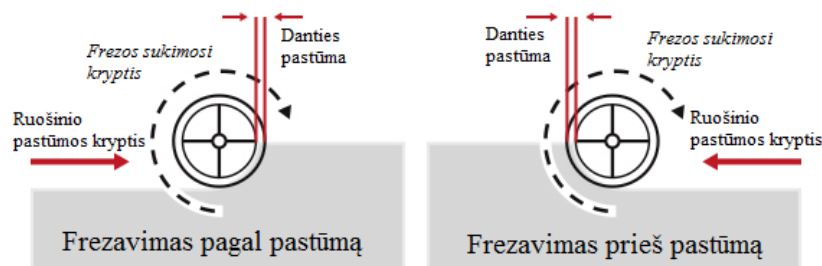 Frezos sukimosi
kryptis
Danties
pastūma
Ruošinio
pastūmos kryptis
Frezavimas pagal pastūmą
Danties
pastūma
Frezos sukimosi
kryptis
Ruošinio
pastūmos kryptis
Frezavimas prieš pastūmą